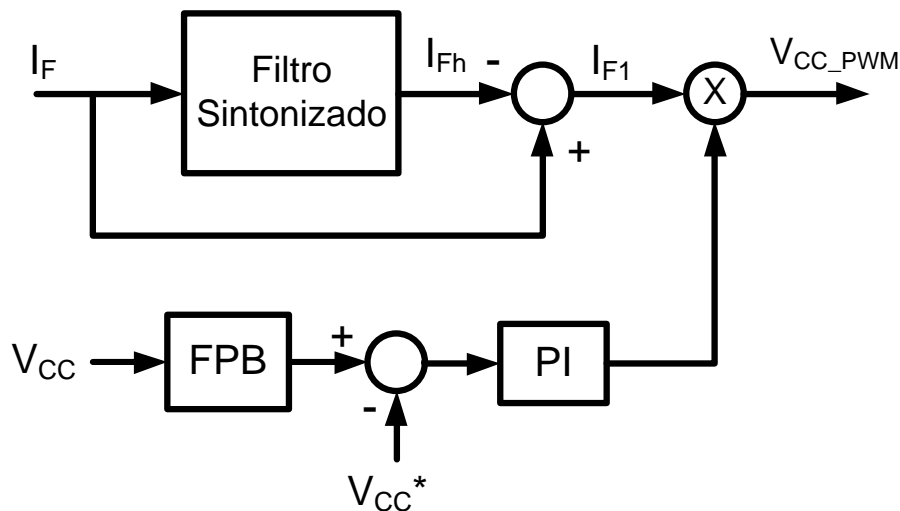 I_F
Filtro
Sintonizado
I_Fh
-
I_F1
X
V_CC_PWM
+
V_CC
FPB
+
-
PI
V_CC*